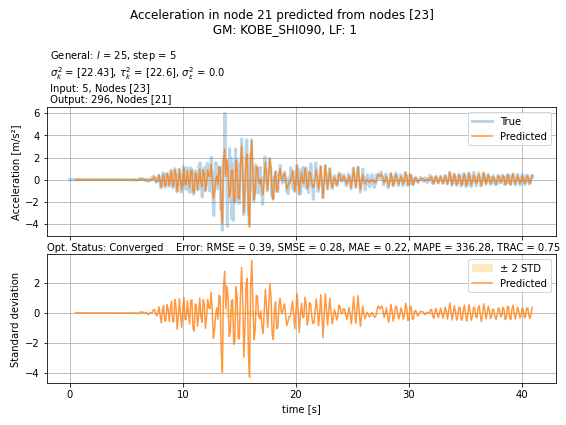 Acceleration in node 21 predicted from nodes [23]
GM: KOBE_SHI090, LF: 1
General: l = 25, step = 5
σ²ₖ = [22.43], τ²ₖ = [22.6], σ²ε = 0.0
Input: 5, Nodes [23]
Output: 296, Nodes [21]
6
4
2
0
−2
−4
Acceleration [m/s²]
True
Predicted
Opt. Status: Converged    Error: RMSE = 0.39, SMSE = 0.28, MAE = 0.22, MAPE = 336.28, TRAC = 0.75
2
0
−2
−4
Standard deviation
± 2 STD
Predicted
0
10
20
30
40
time [s]